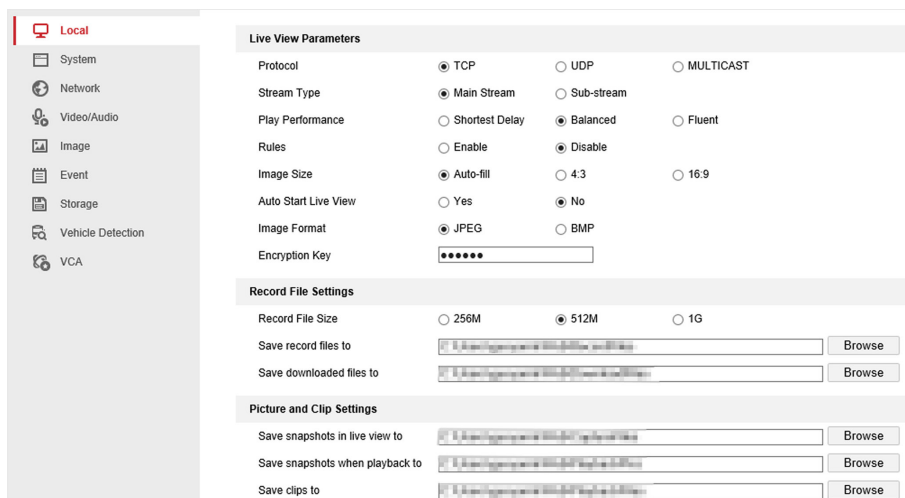 Local
System
Network
Video/Audio
Image
Event
Storage
Vehicle Detection
VCA
Live View Parameters
Protocol TCP UDP MULTICAST
Stream Type Main Stream Sub-stream
Play Performance Shortest Delay Balanced Fluent
Rules Enable Disable
Image Size Auto-fill 4:3 16:9
Auto Start Live View Yes No
Image Format JPEG BMP
Encryption Key ●●●●●●
Record File Settings
Record File Size 256M 512M 1G
Save record files to Browse
Save downloaded files to Browse
Picture and Clip Settings
Save snapshots in live view to Browse
Save snapshots when playback to Browse
Save clips to Browse